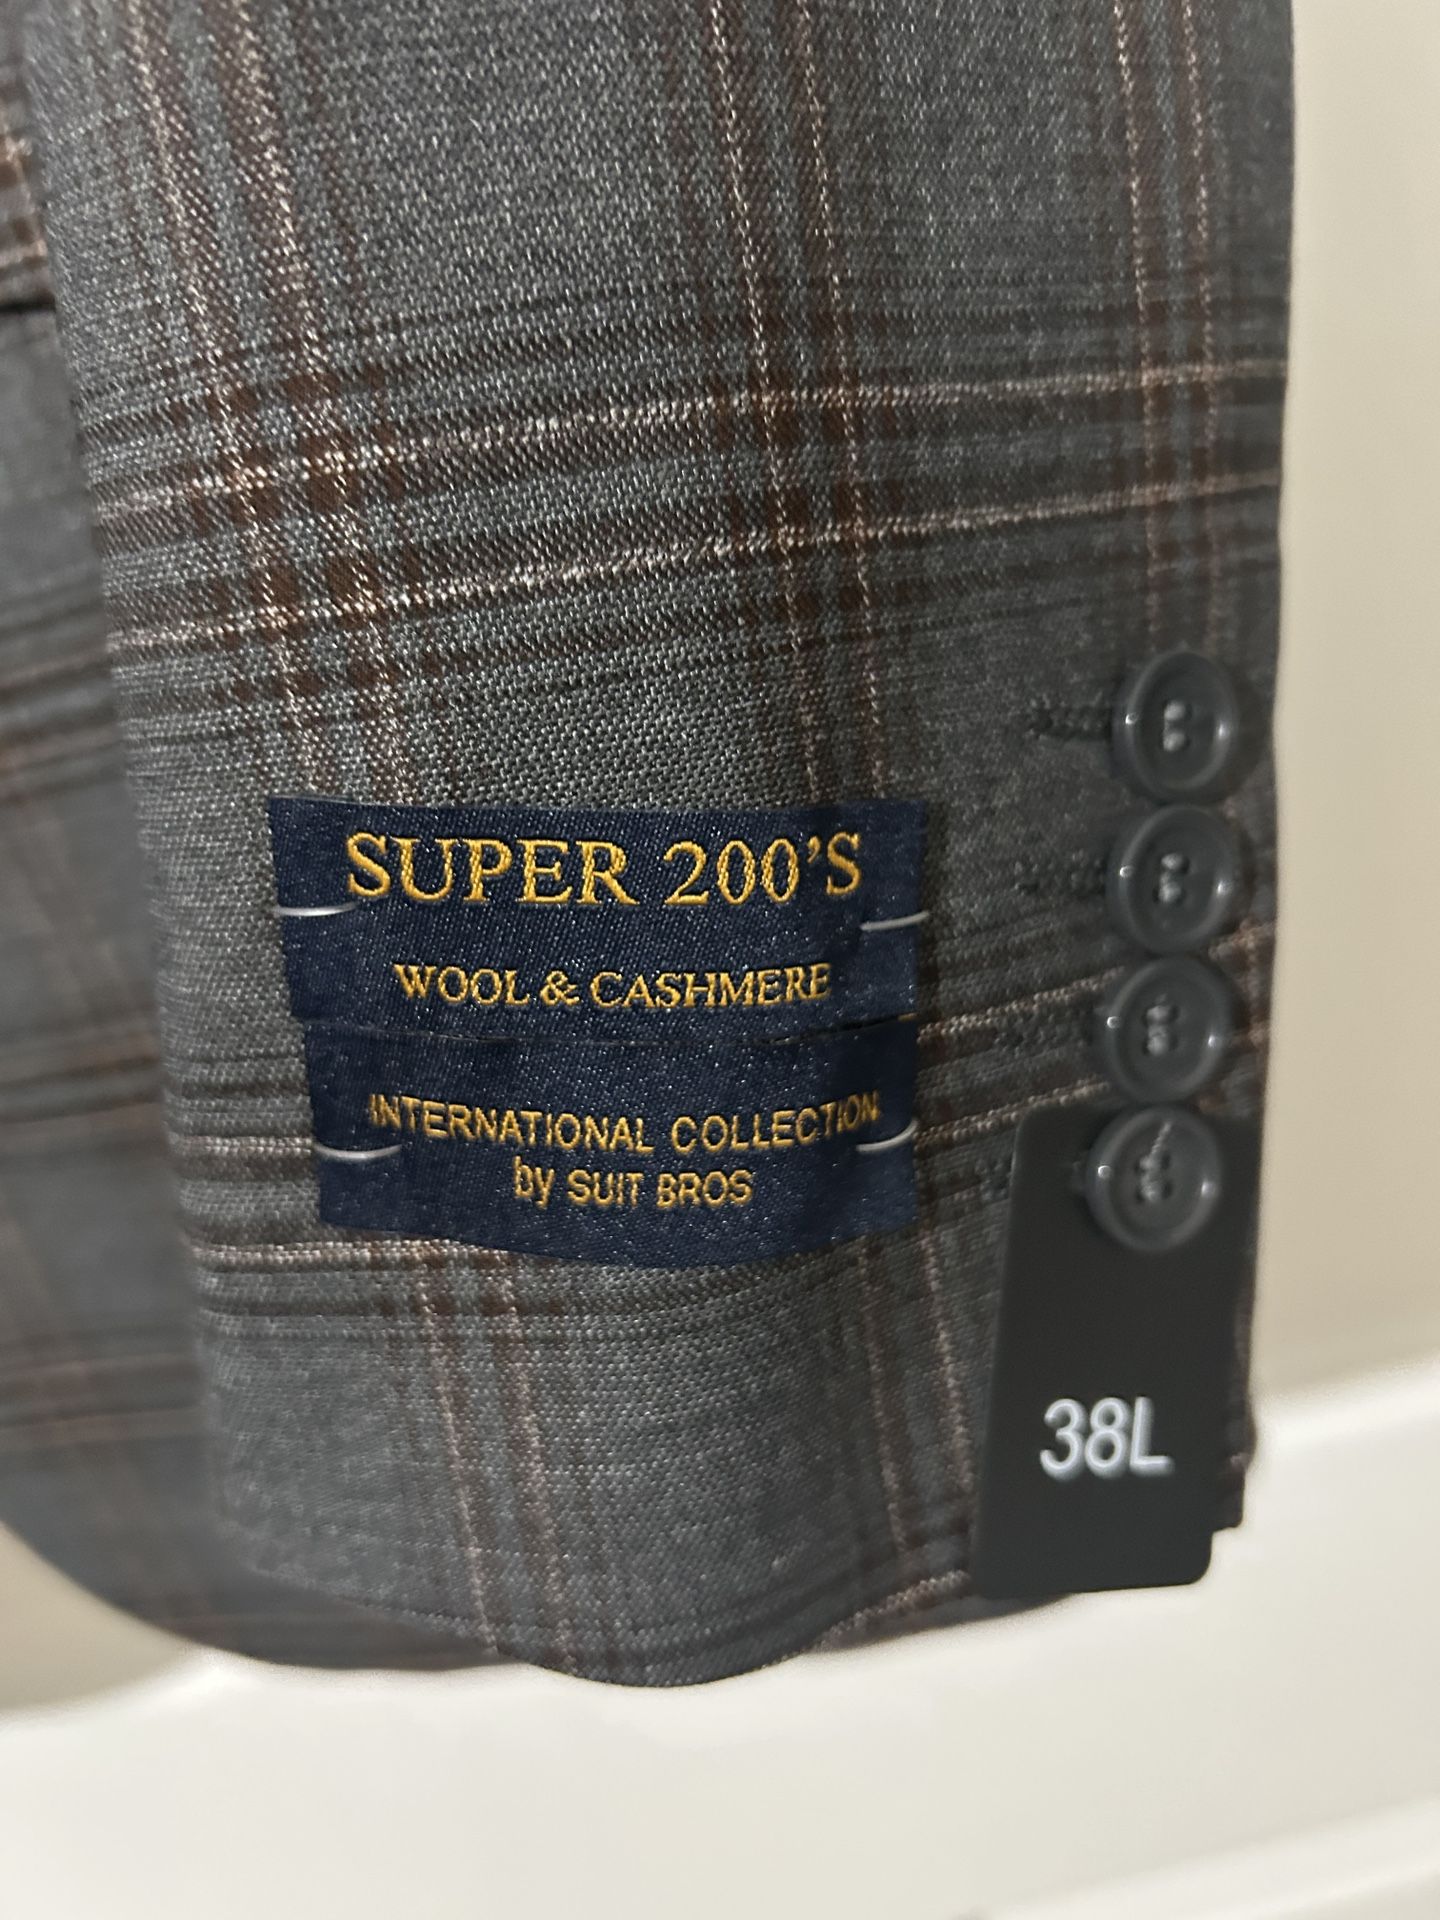 SUPER 200'S
WOOL & CASHMERE
INTERNATIONAL COLLECTION
by SUIT BROS
38L